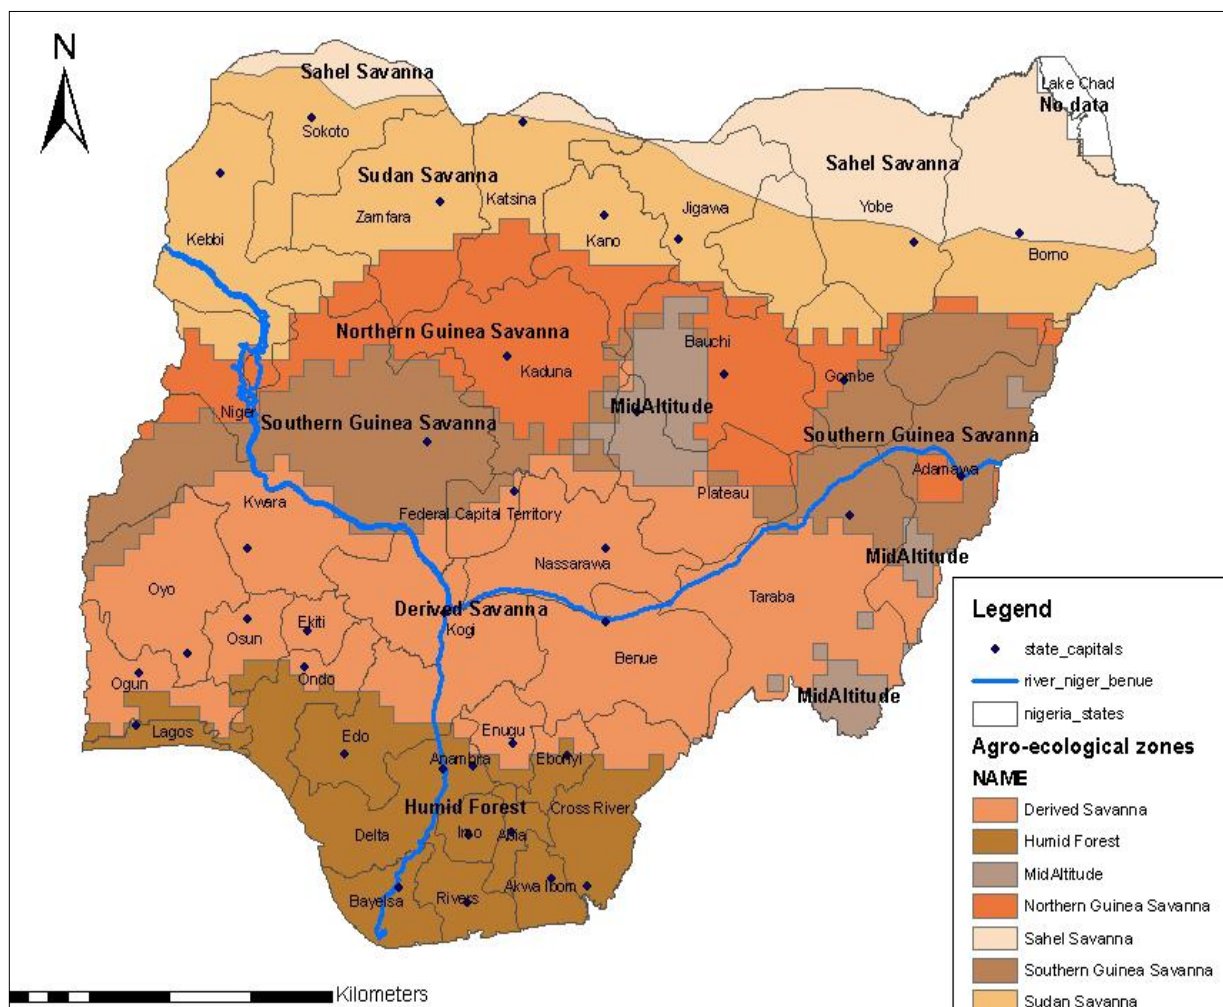 N
Sahel Savanna
Lake Chad
No data
Sokoto
Sudan Savanna
Sahel Savanna
Katsina
Zamfara
Jigawa
Yobe
Kebbi
Kano
Borno
Northern Guinea Savanna
Bauchi
Kaduna
Gombe
Niger
MidAltitude
Southern Guinea Savanna
Southern Guinea Savanna
Adamawa
Plateau
Kwara
Federal Capital Territory
Nassarawa
MidAltitude
Oyo
Taraba
Derived Savanna
Ekiti
Osun
Kogi
Benue
Ogun
Ondo
MidAltitude
Lagos
Edo
Enugu
Anambra
Ebonyi
Humid Forest
Cross River
Delta
Imo
Abia
Akwa Ibom
Bayelsa
Rivers
Kilometers
Legend
state_capitals
river_niger_benue
nigeria_states
Agro-ecological zones
NAME
Derived Savanna
Humid Forest
MidAltitude
Northern Guinea Savanna
Sahel Savanna
Southern Guinea Savanna
Sudan Savanna